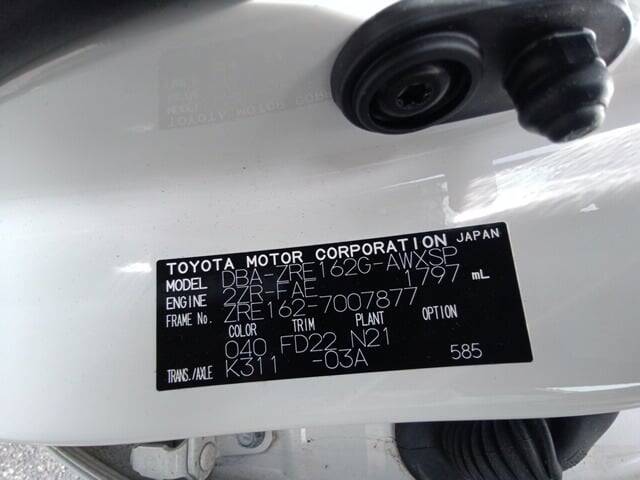 TOYOTA MOTOR CORPORATION JAPAN
MODEL DBA-ZRE162G-AWXSP
ENGINE 2ZR-FAE 1797 mL
FRAME No. ZRE162-7007877
COLOR TRIM PLANT OPTION
040 FD22 N21
TRANS./AXLE K311 -03A 585